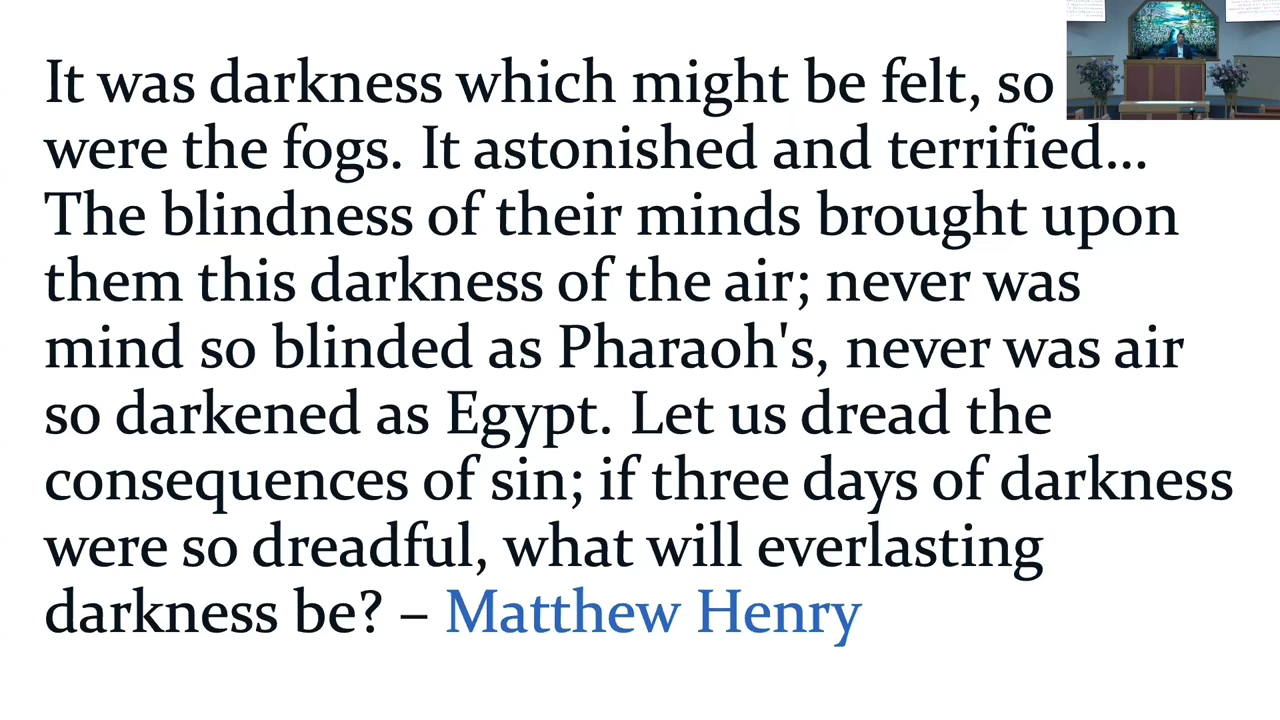 It was darkness which might be felt, so
were the fogs. It astonished and terrified...
The blindness of their minds brought upon
them this darkness of the air; never was
mind so blinded as Pharaoh's, never was air
so darkened as Egypt. Let us dread the
consequences of sin; if three days of darkness
were so dreadful, what will everlasting
darkness be? – Matthew Henry